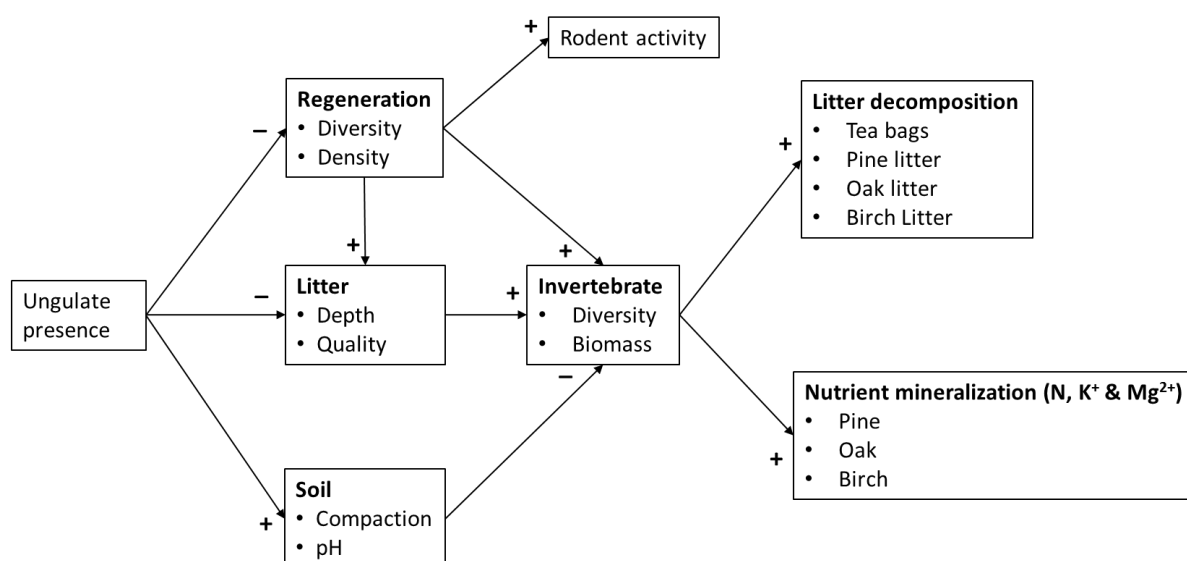 +
Rodent activity
Regeneration
• Diversity
• Density
–
Litter decomposition
• Tea bags
• Pine litter
• Oak litter
• Birch Litter
+
+
+
Ungulate
presence
–
Litter
• Depth
• Quality
+
Invertebrate
• Diversity
• Biomass
–
Nutrient mineralization (N, K⁺ & Mg²⁺)
• Pine
• Oak
• Birch
+
+
Soil
• Compaction
• pH